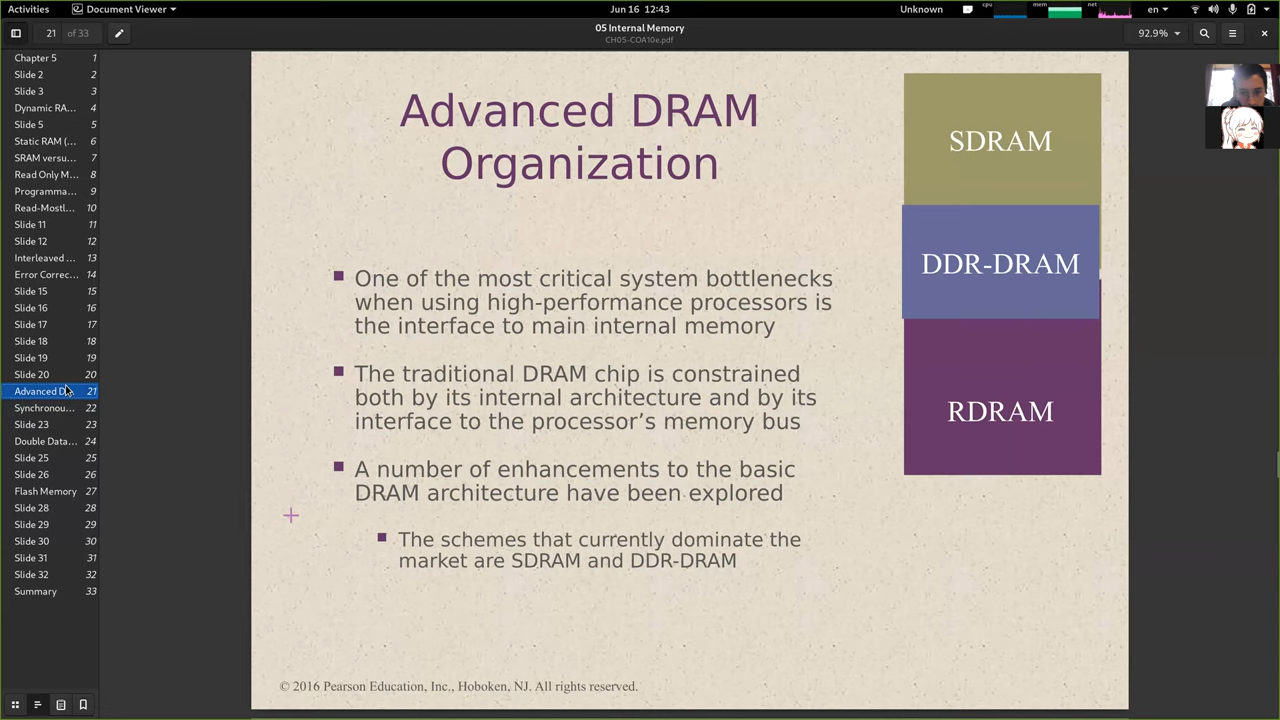 Activities
Document Viewer
Jun 16 12:43
Unknown
cpu
mem
net
en
21 of 33
05 Internal Memory
CH05-COA10e.pdf
92.9%
Chapter 5 1
Slide 2 2
Slide 3 3
Dynamic RA... 4
Slide 5 5
Static RAM (... 6
SRAM versu... 7
Read Only M... 8
Programma... 9
Read-Mostl... 10
Slide 11 11
Slide 12 12
Interleaved ... 13
Error Correc... 14
Slide 15 15
Slide 16 16
Slide 17 17
Slide 18 18
Slide 19 19
Slide 20 20
Advanced D... 21
Synchronou... 22
Slide 23 23
Double Data... 24
Slide 25 25
Slide 26 26
Flash Memory 27
Slide 28 28
Slide 29 29
Slide 30 30
Slide 31 31
Slide 32 32
Summary 33
Advanced DRAM
Organization
One of the most critical system bottlenecks
when using high-performance processors is
the interface to main internal memory
The traditional DRAM chip is constrained
both by its internal architecture and by its
interface to the processor’s memory bus
A number of enhancements to the basic
DRAM architecture have been explored
The schemes that currently dominate the
market are SDRAM and DDR-DRAM
SDRAM
DDR-DRAM
RDRAM
© 2016 Pearson Education, Inc., Hoboken, NJ. All rights reserved.